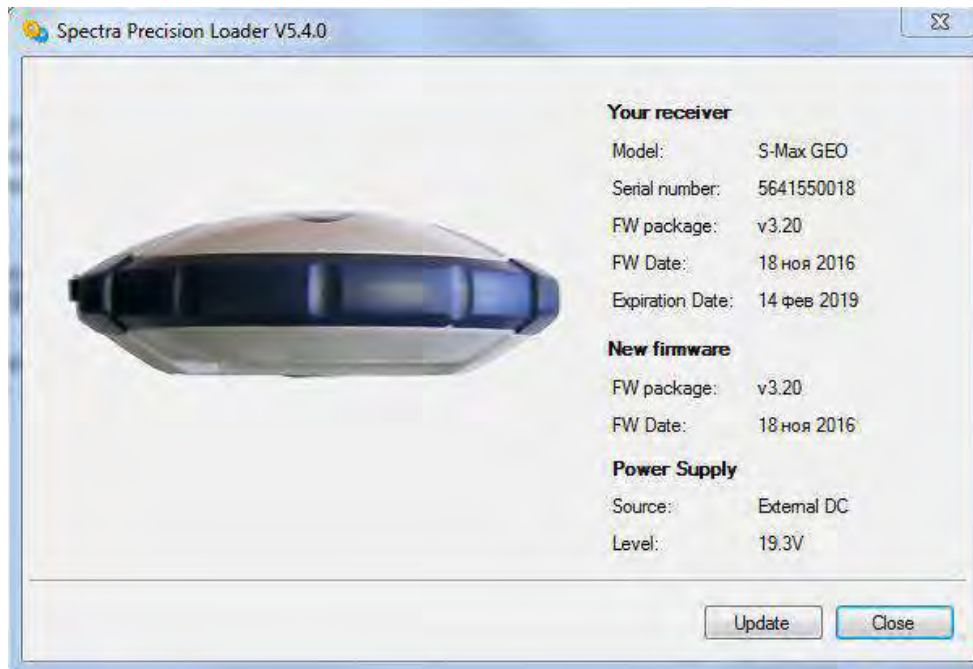 Spectra Precision Loader V5.4.0
Your receiver
Model: S-Max GEO
Serial number: 5641550018
FW package: v3.20
FW Date: 18 ноя 2016
Expiration Date: 14 фев 2019
New firmware
FW package: v3.20
FW Date: 18 ноя 2016
Power Supply
Source: External DC
Level: 19.3V
Update Close